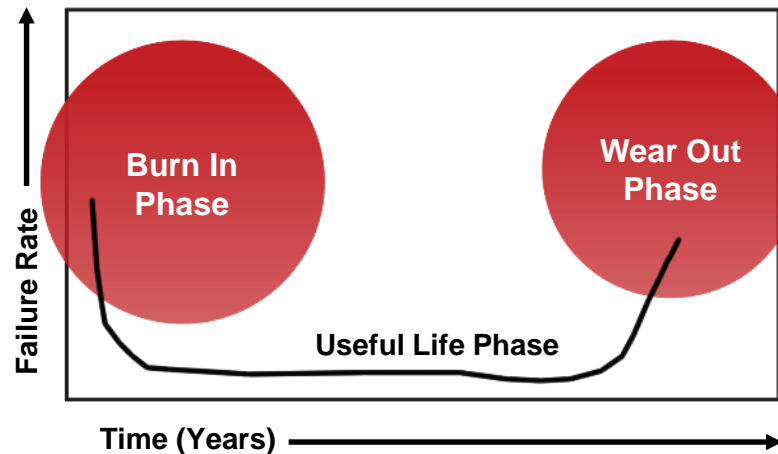 Failure Rate
Burn In
Phase
Wear Out
Phase
Useful Life Phase
Time (Years)